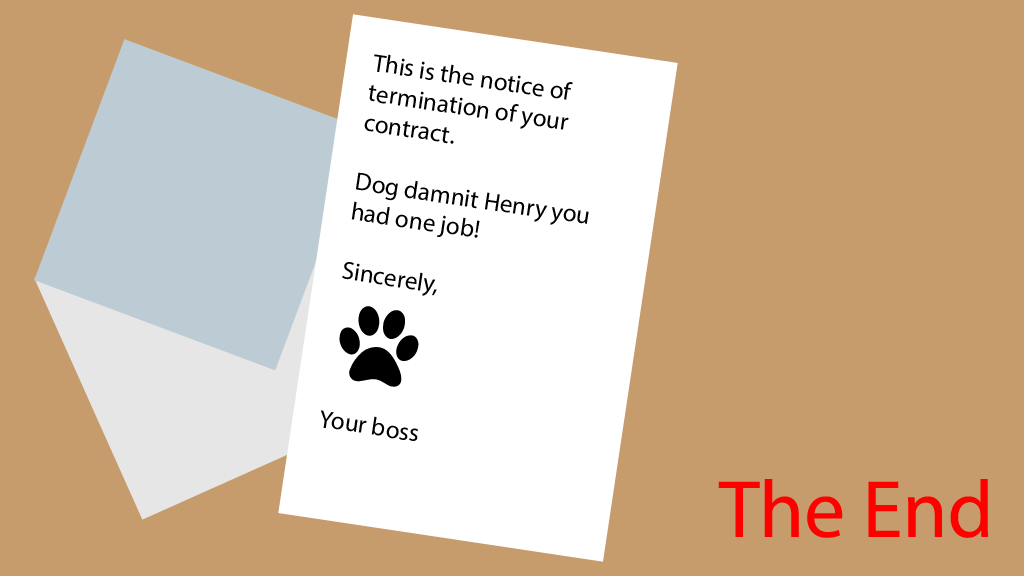 This is the notice of
termination of your
contract.
Dog damnit Henry you
had one job!
Sincerely,
Your boss
The End